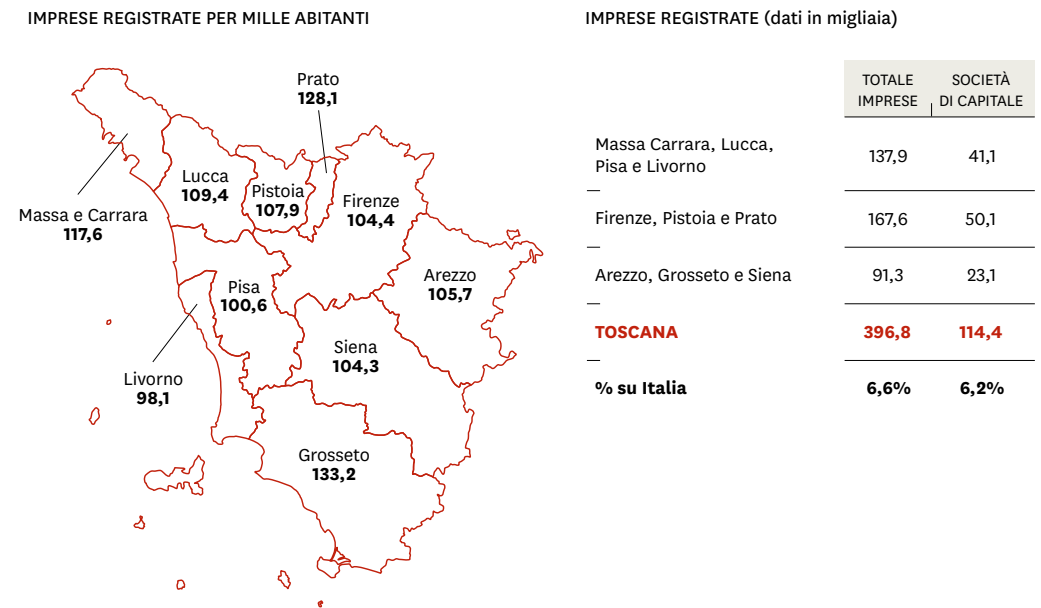 IMPRESE REGISTRATE PER MILLE ABITANTI
Prato
128,1
Lucca
109,4
Pistoia
107,9
Firenze
104,4
Massa e Carrara
117,6
Arezzo
105,7
Pisa
100,6
Siena
104,3
Livorno
98,1
Grosseto
133,2
IMPRESE REGISTRATE (dati in migliaia)
TOTALE IMPRESE SOCIETÀ DI CAPITALE
Massa Carrara, Lucca,
Pisa e Livorno 137,9 41,1
Firenze, Pistoia e Prato 167,6 50,1
Arezzo, Grosseto e Siena 91,3 23,1
TOSCANA 396,8 114,4
% su Italia 6,6% 6,2%